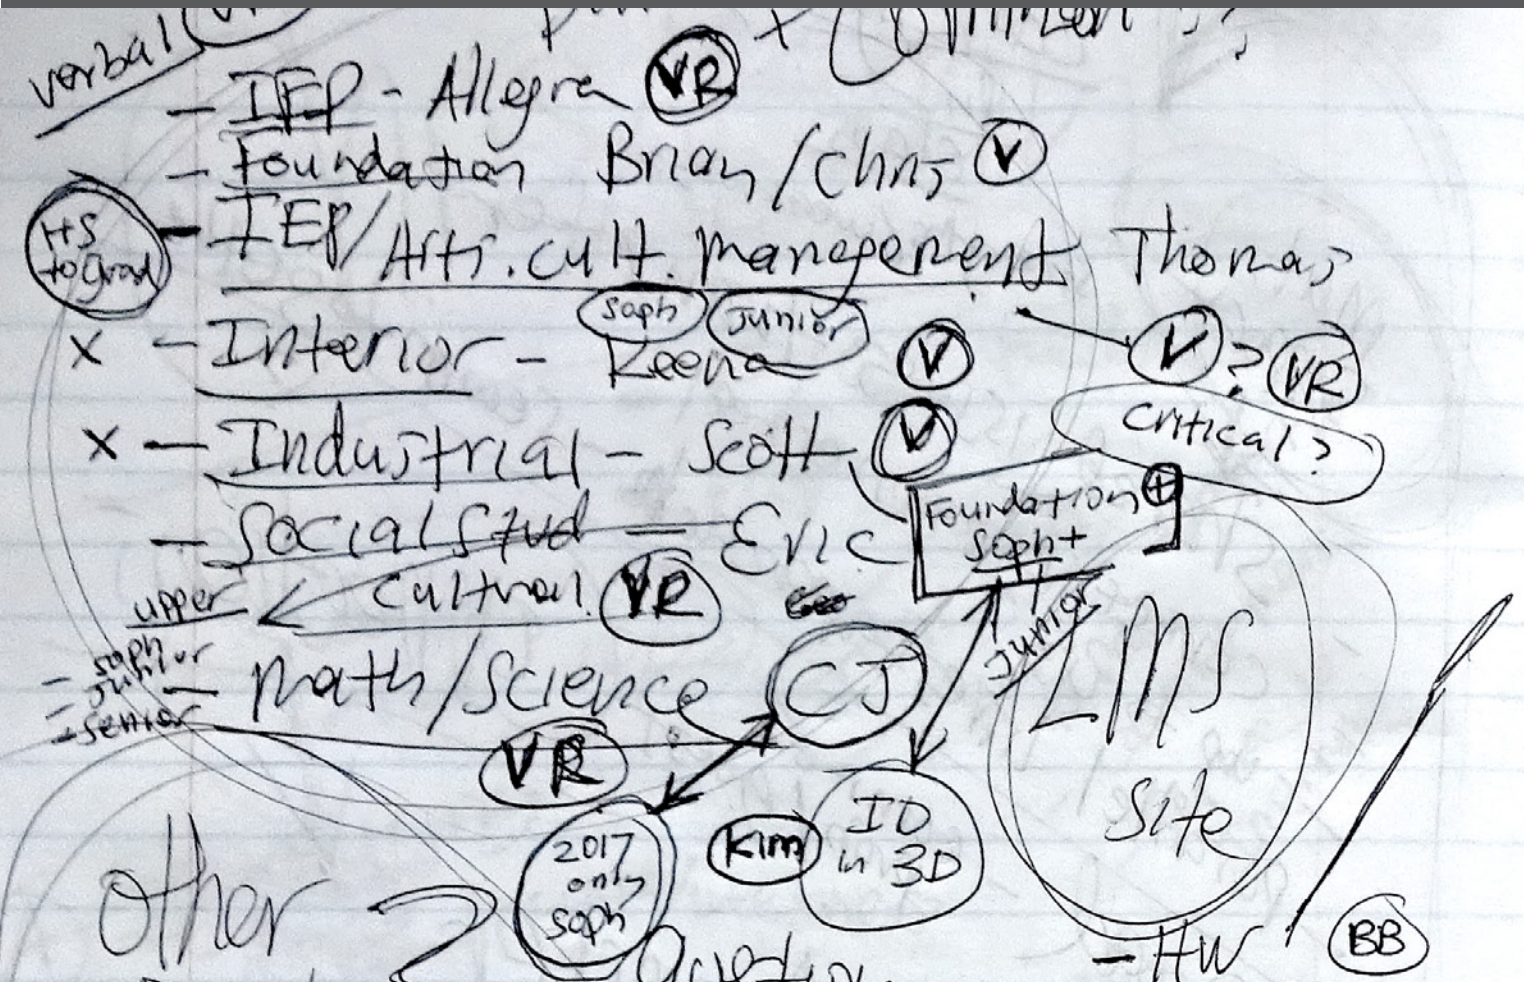 verbal
- IEP - Allegra VR
- Foundation Brian/Chris V
HS to Grad
- IEP/Arts.cult.management Thomas
Soph Junior
x - Interior - Keena V V? VR
Critical?
x - Industrial - Scott V
Foundation +
Soph+
- Social Stud - Eric
Cultural VR
upper
Junior
- soph
- Junior
- senior
- math/science CJ
LMS
site
VR
2017
only
soph
Kim
ID
in 3D
other
- HW
BB